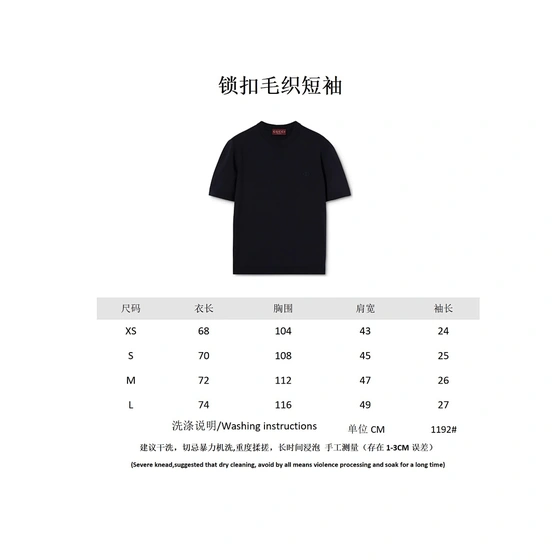 锁扣毛织短袖
尺码 衣长 胸围 肩宽 袖长
XS 68 104 43 24
S 70 108 45 25
M 72 112 47 26
L 74 116 49 27
洗涤说明/Washing instructions 单位 CM 1192#
建议干洗，切忌暴力机洗,重度揉搓，长时间浸泡 手工测量（存在1-3CM 误差）
(Severe knead,suggested that dry cleaning, avoid by all means violence processing and soak for a long time)